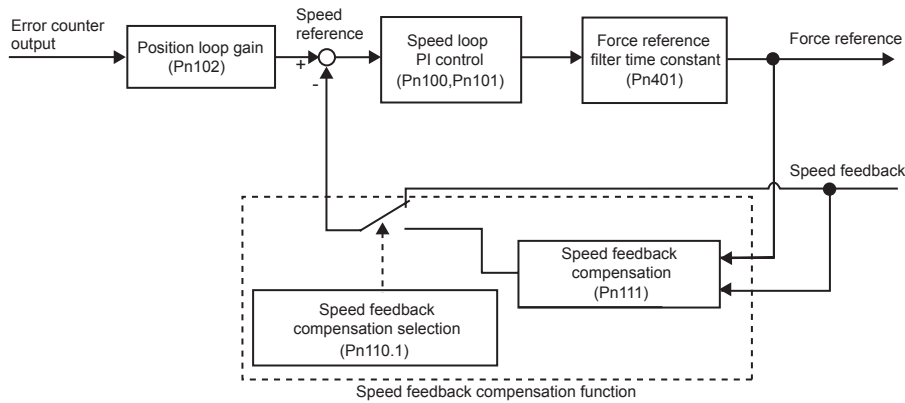 Error counter
output
Position loop gain
(Pn102)
Speed
reference
+
-
Speed loop
PI control
(Pn100,Pn101)
Force reference
filter time constant
(Pn401)
Force reference
Speed feedback
Speed feedback
compensation
(Pn111)
Speed feedback
compensation selection
(Pn110.1)
Speed feedback compensation function